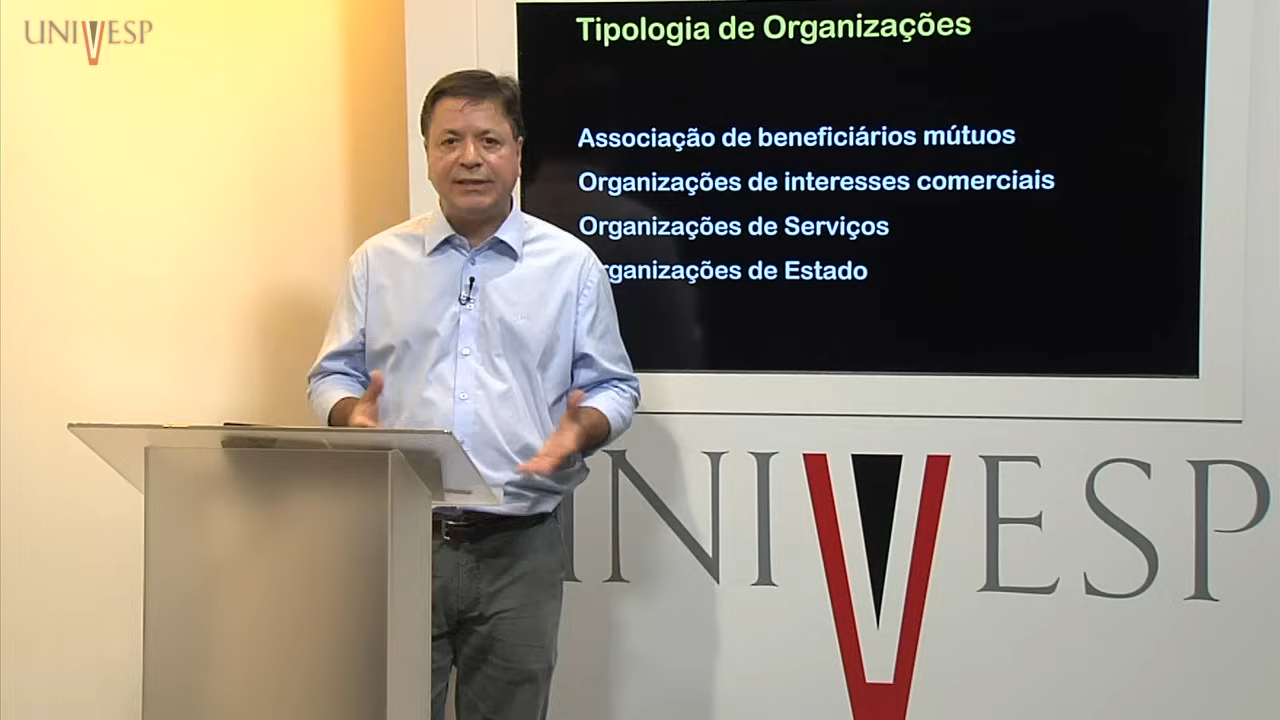 UNIVESP
Tipologia de Organizações
Associação de beneficiários mútuos
Organizações de interesses comerciais
Organizações de Serviços
rganizações de Estado
UNIVESP